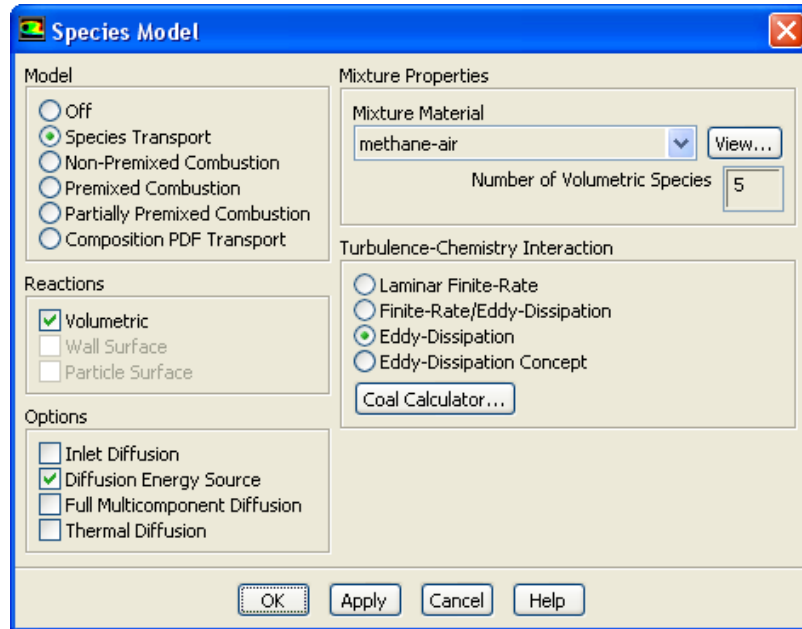 Species Model
Model
Off
Species Transport
Non-Premixed Combustion
Premixed Combustion
Partially Premixed Combustion
Composition PDF Transport
Reactions
Volumetric
Wall Surface
Particle Surface
Options
Inlet Diffusion
Diffusion Energy Source
Full Multicomponent Diffusion
Thermal Diffusion
Mixture Properties
Mixture Material
methane-air View...
Number of Volumetric Species 5
Turbulence-Chemistry Interaction
Laminar Finite-Rate
Finite-Rate/Eddy-Dissipation
Eddy-Dissipation
Eddy-Dissipation Concept
Coal Calculator...
OK Apply Cancel Help